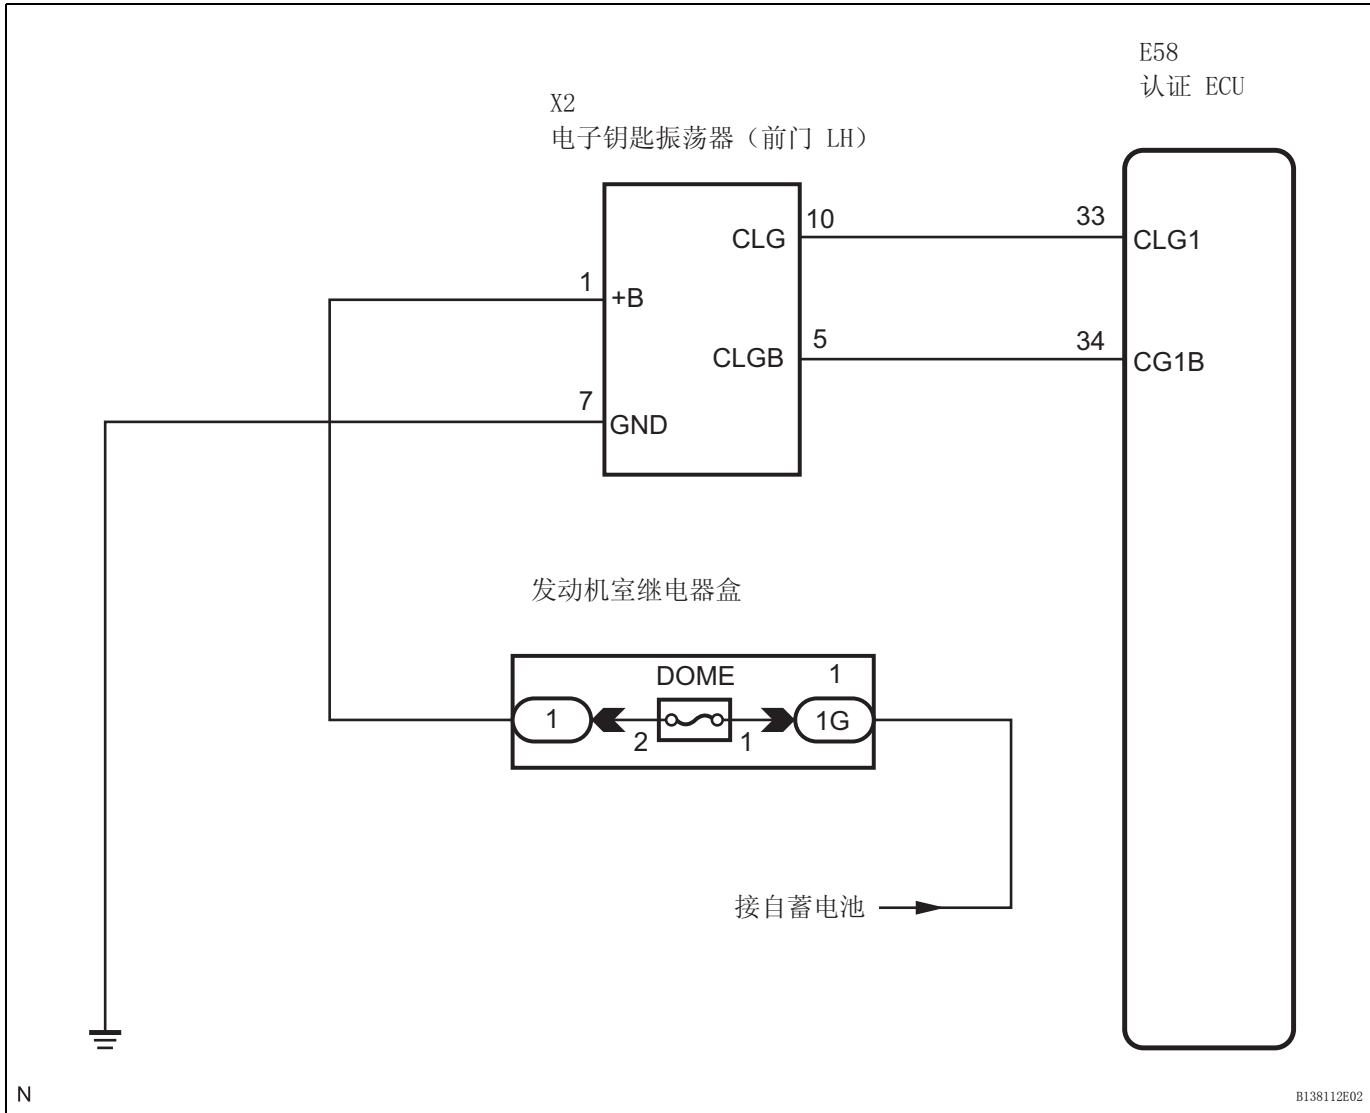 E58
认证 ECU
X2
电子钥匙振荡器（前门 LH）
CLG
10
33
CLG1
1
+B
CLGB
5
34
CG1B
7
GND
发动机室继电器盒
DOME
1
1
2
1
1G
接自蓄电池
N
B138112E02